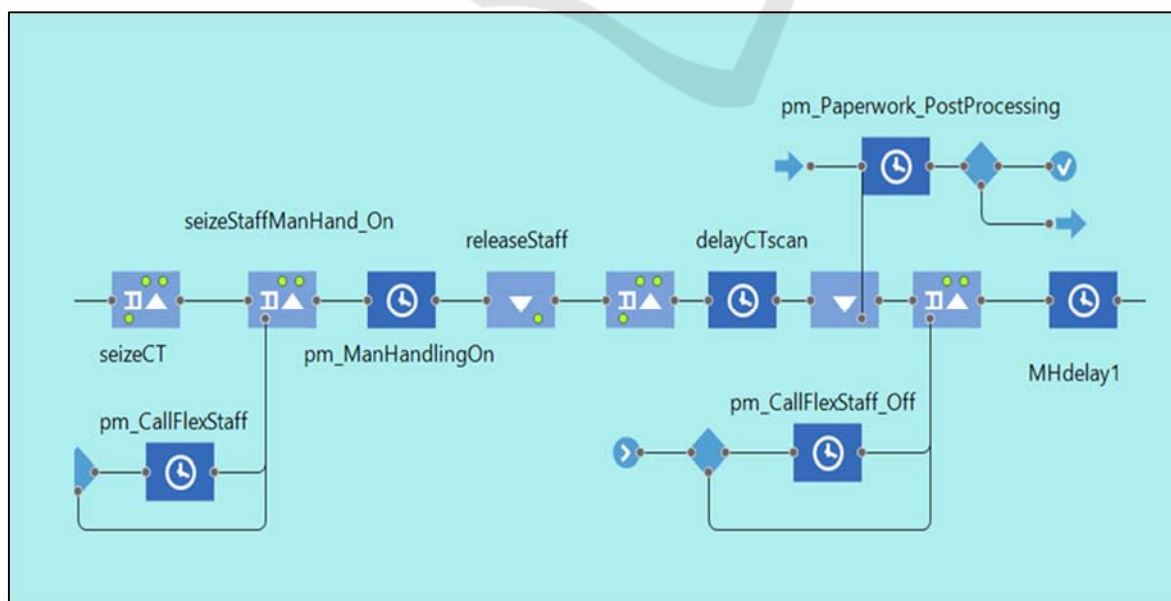 pm_Paperwork_PostProcessing
seizeStaffManHand_On
releaseStaff
delayCTscan
seizeCT
pm_ManHandlingOn
MHdelay1
pm_CallFlexStaff
pm_CallFlexStaff_Off